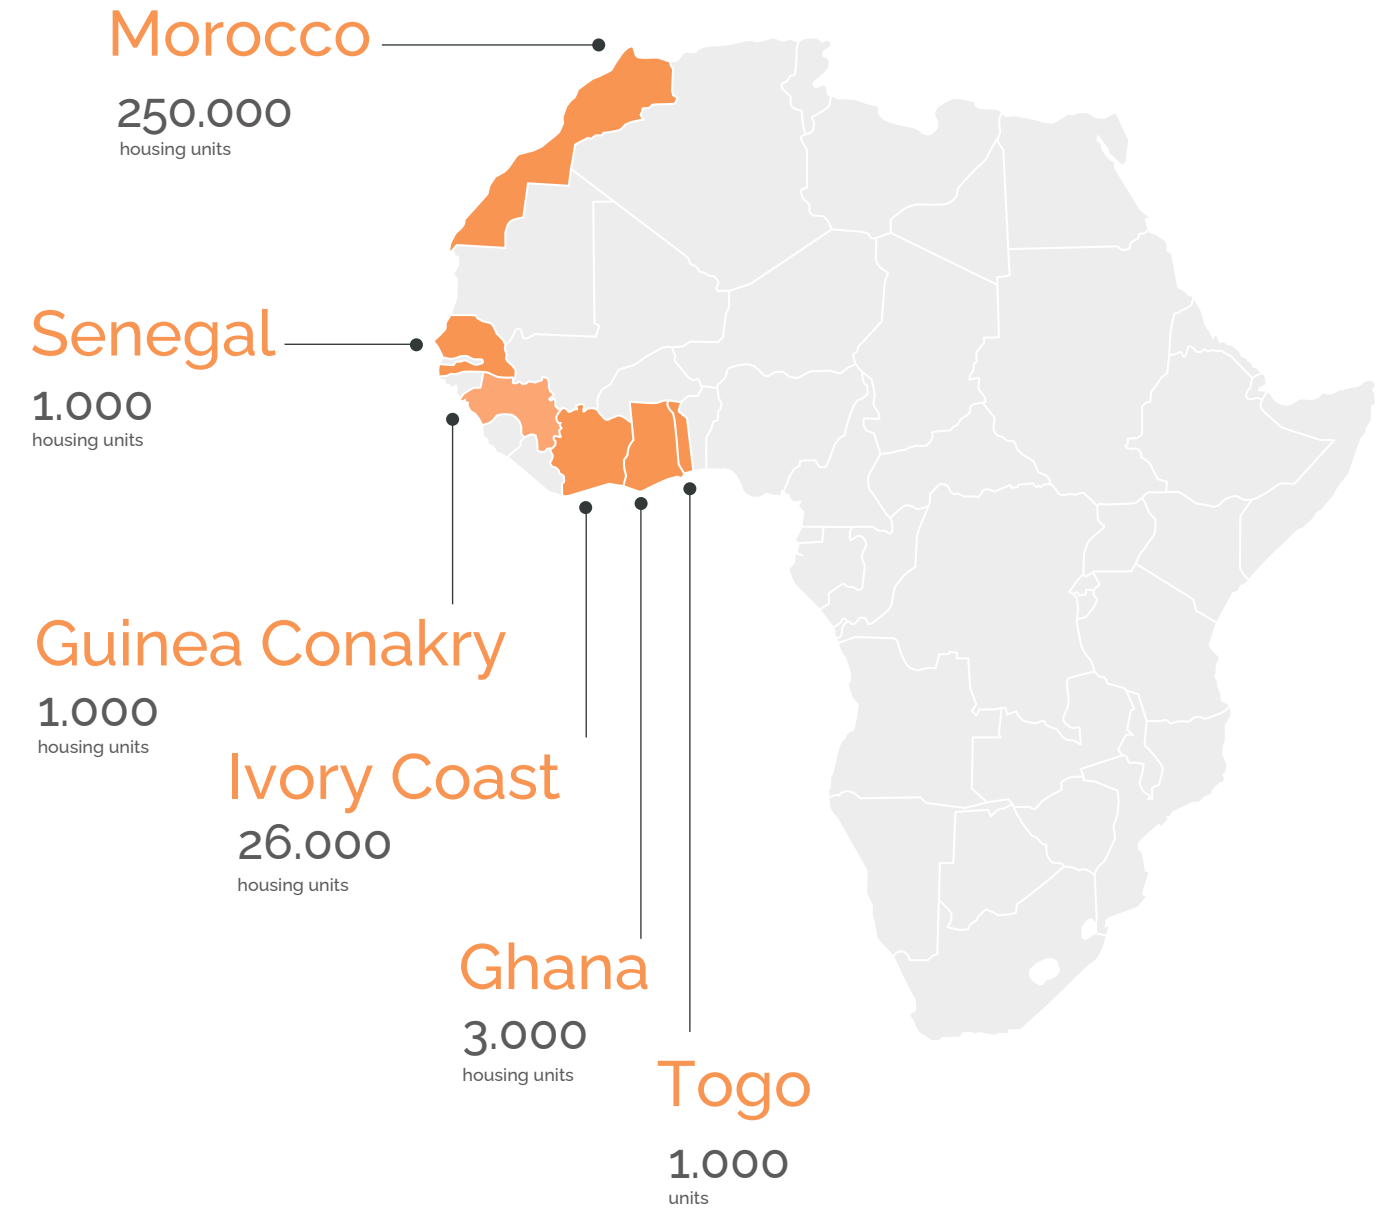 Morocco
250.000
housing units
Senegal
1.000
housing units
Guinea Conakry
1.000
housing units
Ivory Coast
26.000
housing units
Ghana
3.000
housing units
Togo
1.000
units